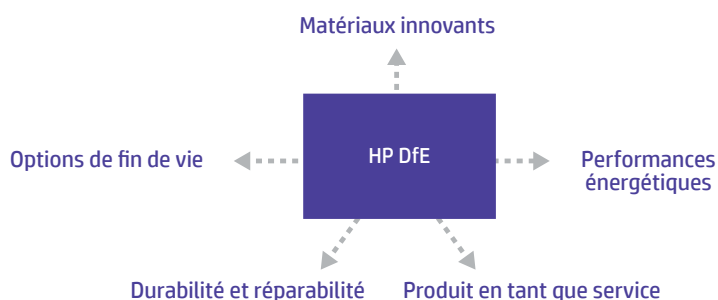 Matériaux innovants
Options de fin de vie
HP DfE
Performances
énergétiques
Durabilité et réparabilité
Produit en tant que service